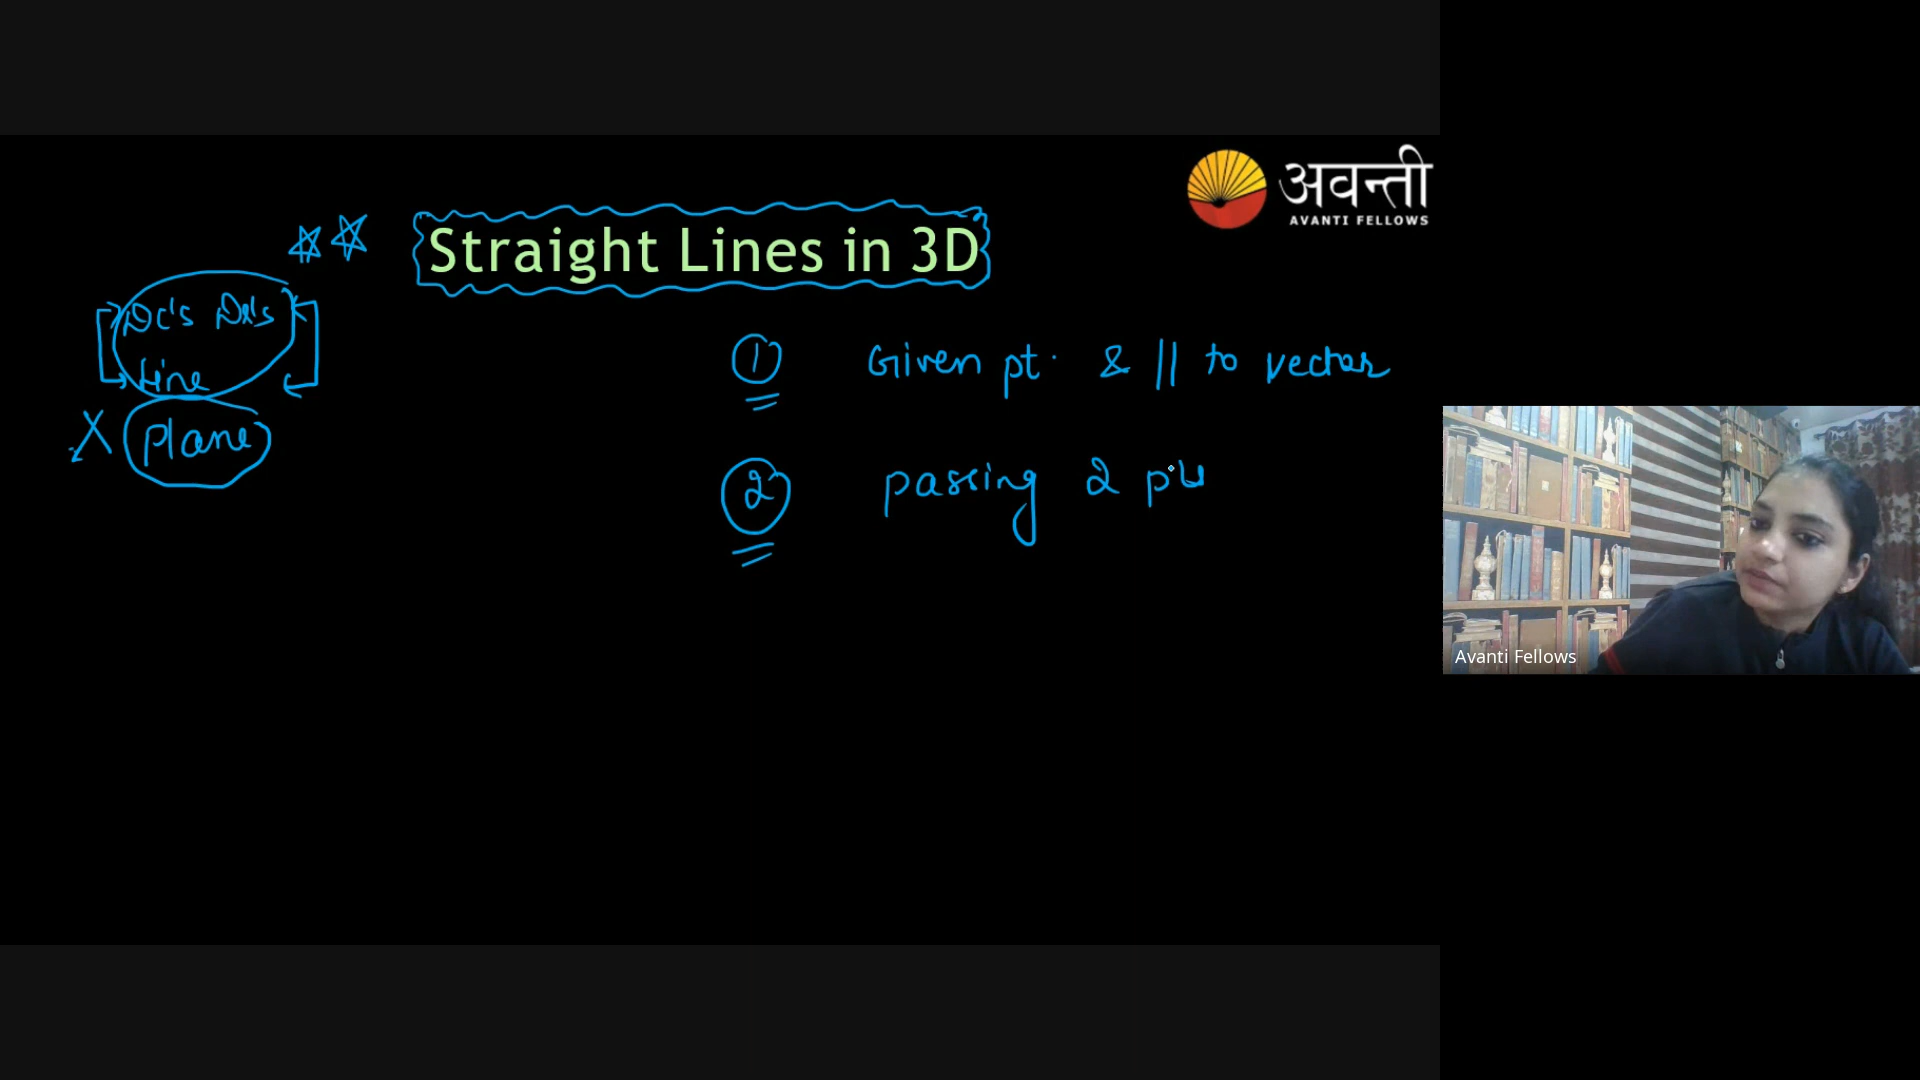 अवन्ती
AVANTI FELLOWS
Straight Lines in 3D
Dc's Dr's
Line
X Plane
① Given pt. & || to vector
② passing 2 pts
Avanti Fellows